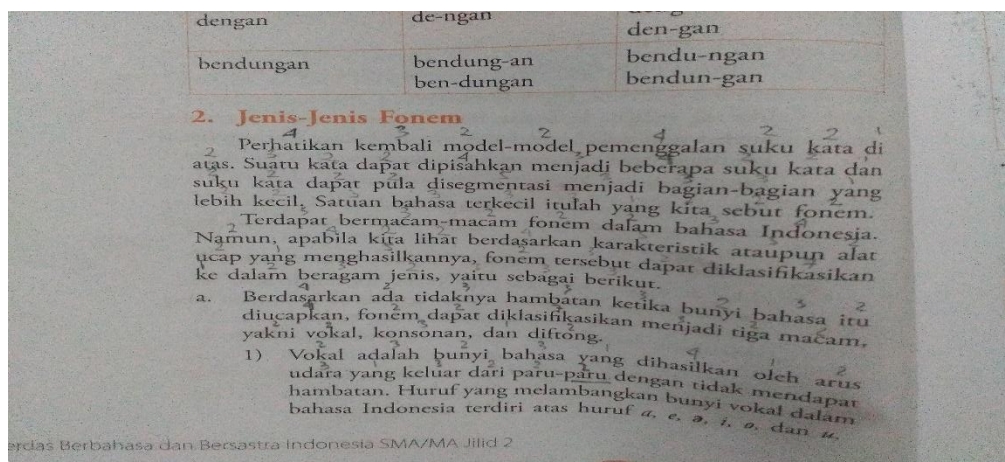 dengan de-ngan
den-gan
bendungan bendung-an bendu-ngan
ben-dungan bendun-gan
2. Jenis-Jenis Fonem
Perhatikan kembali model-model pemenggalan suku kata di
atas. Suatu kata dapat dipisahkan menjadi beberapa suku kata dan
suku kata dapat pula disegmentasi menjadi bagian-bagian yang
lebih kecil. Satuan bahasa terkecil itulah yang kita sebut fonem.
Terdapat bermacam-macam fonem dalam bahasa Indonesia.
Namun, apabila kita lihat berdasarkan karakteristik ataupun alat
ucap yang menghasilkannya, fonem tersebut dapat diklasifikasikan
ke dalam beragam jenis, yaitu sebagai berikut.
a. Berdasarkan ada tidaknya hambatan ketika bunyi bahasa itu
diucapkan, fonem dapat diklasifikasikan menjadi tiga macam,
yakni vokal, konsonan, dan diftong.
1) Vokal adalah bunyi bahasa yang dihasilkan oleh arus
udara yang keluar dari paru-paru dengan tidak mendapat
hambatan. Huruf yang melambangkan bunyi vokal dalam
bahasa Indonesia terdiri atas huruf a, e, ə, i, o, dan u.
erdas Berbahasa dan Bersastra Indonesia SMA/MA Jilid 2